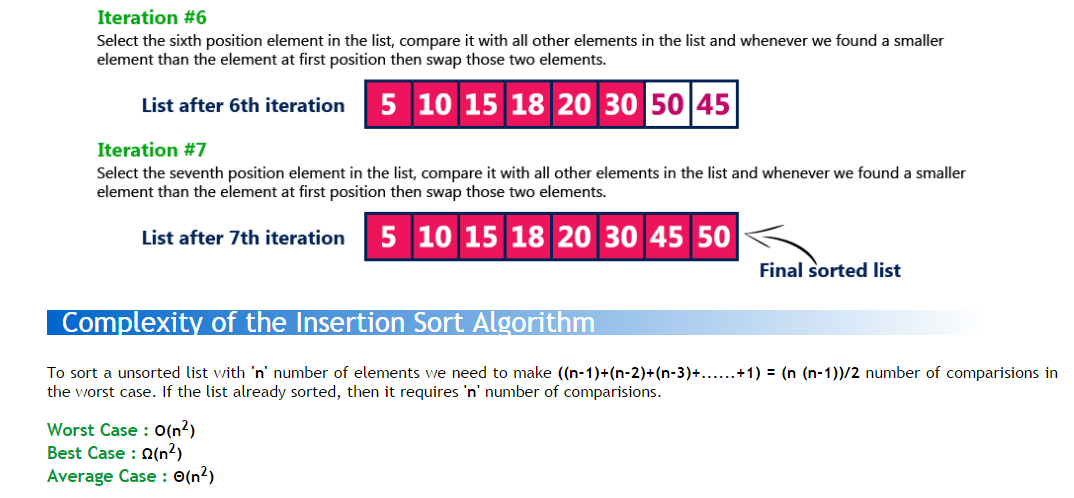 Iteration #6
Select the sixth position element in the list, compare it with all other elements in the list and whenever we found a smaller
element than the element at first position then swap those two elements.
List after 6th iteration 5 10 15 18 20 30 50 45
Iteration #7
Select the seventh position element in the list, compare it with all other elements in the list and whenever we found a smaller
element than the element at first position then swap those two elements.
List after 7th iteration 5 10 15 18 20 30 45 50
Final sorted list
Complexity of the Insertion Sort Algorithm
To sort a unsorted list with 'n' number of elements we need to make ((n-1)+(n-2)+(n-3)+......+1) = (n (n-1))/2 number of comparisions in
the worst case. If the list already sorted, then it requires 'n' number of comparisions.
Worst Case : O(n²)
Best Case : Ω(n²)
Average Case : Θ(n²)